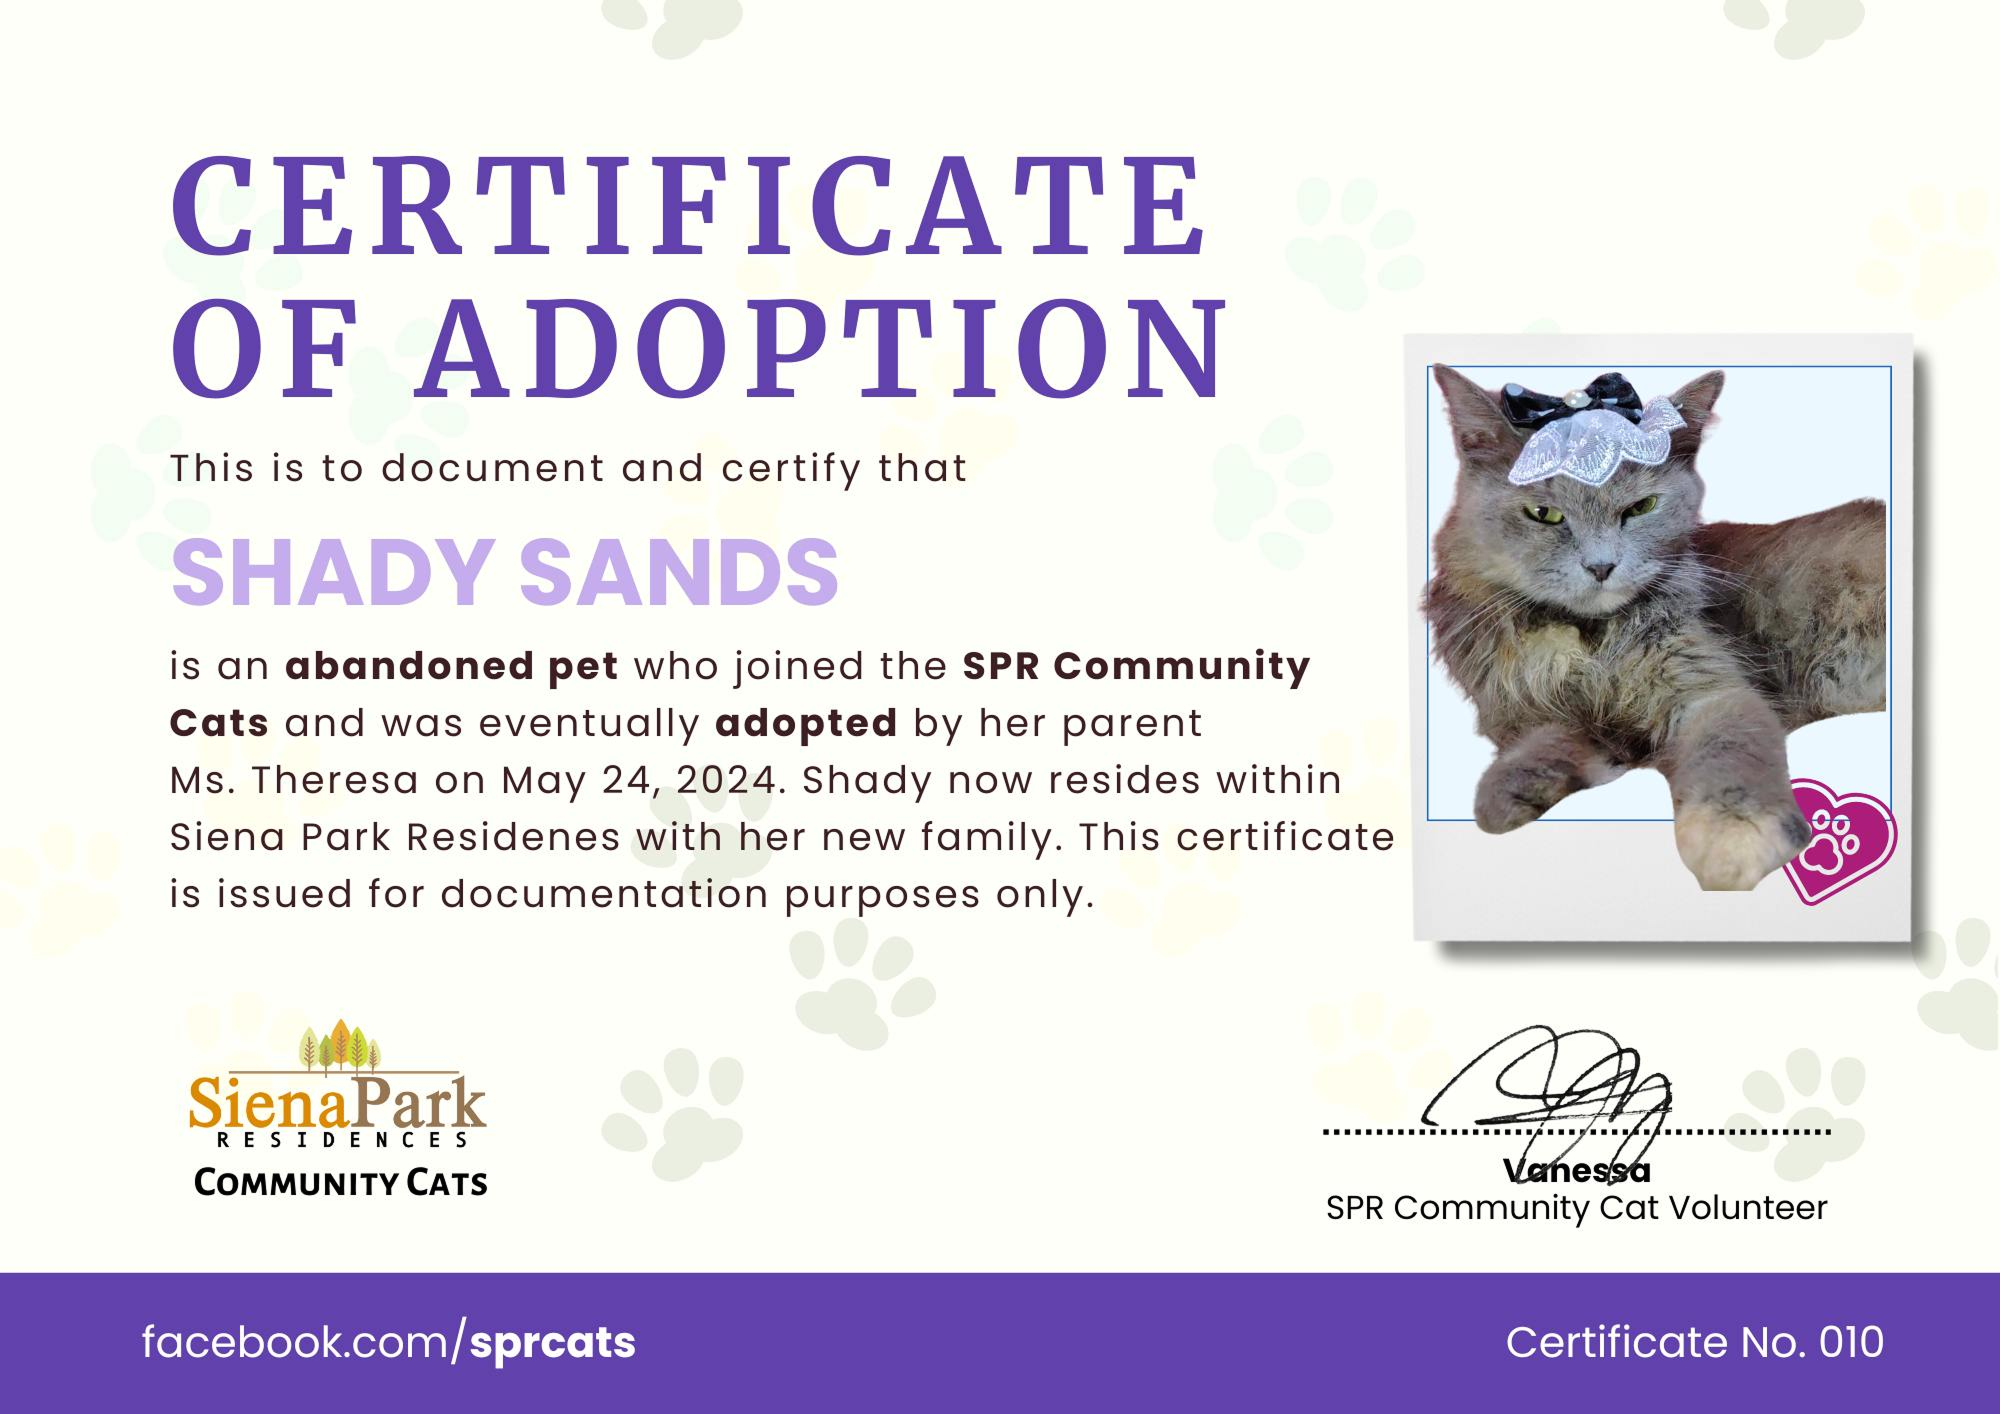 CERTIFICATE
OF ADOPTION
This is to document and certify that
SHADY SANDS
is an abandoned pet who joined the SPR Community
Cats and was eventually adopted by her parent
Ms. Theresa on May 24, 2024. Shady now resides within
Siena Park Residenes with her new family. This certificate
is issued for documentation purposes only.
SienaPark
RESIDENCES
COMMUNITY CATS
Vanessa
SPR Community Cat Volunteer
facebook.com/sprcats
Certificate No. 010